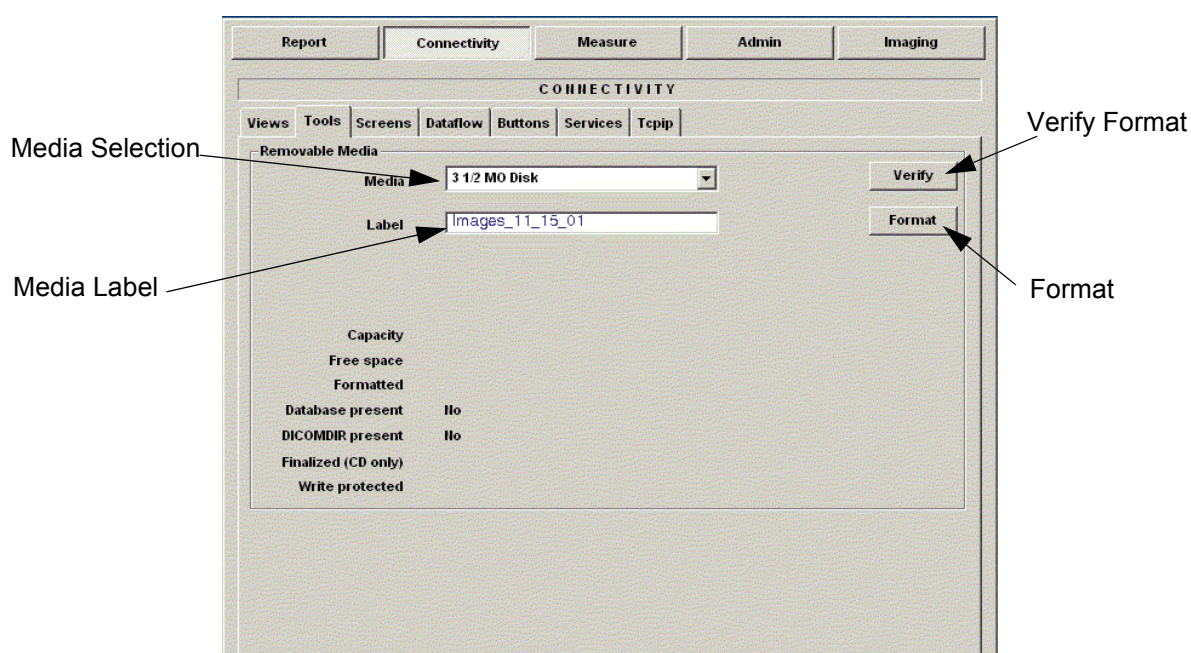 Report Connectivity Measure Admin Imaging
CONNECTIVITY
Views Tools Screens Dataflow Buttons Services Tcpip
Verify Format
Media Selection
Removable Media
Media 3 1/2 MO Disk Verify
Label Images_11_15_01 Format
Media Label
Format
Capacity
Free space
Formatted
Database present No
DICOMDIR present No
Finalized (CD only)
Write protected